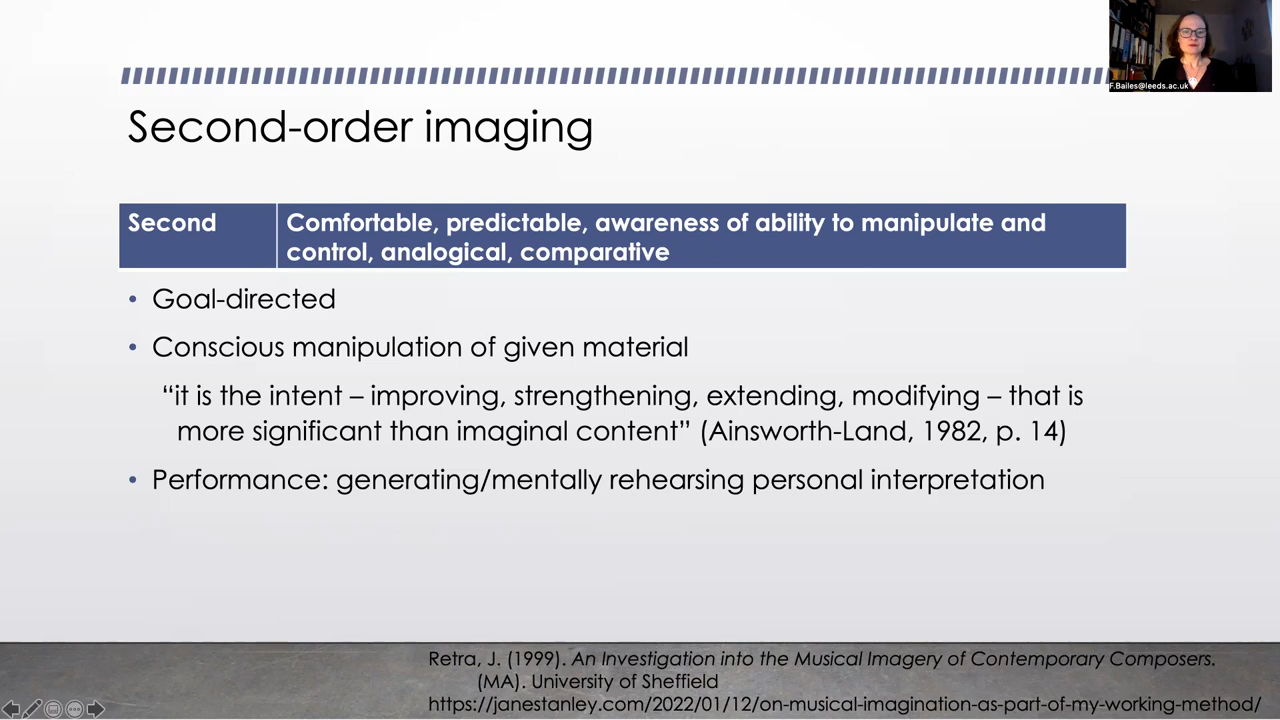 F.Bailes@leeds.ac.uk
Second-order imaging
Second
Comfortable, predictable, awareness of ability to manipulate and
control, analogical, comparative
• Goal-directed
• Conscious manipulation of given material
“it is the intent – improving, strengthening, extending, modifying – that is
more significant than imaginal content” (Ainsworth-Land, 1982, p. 14)
• Performance: generating/mentally rehearsing personal interpretation
Retra, J. (1999). An Investigation into the Musical Imagery of Contemporary Composers.
(MA). University of Sheffield
https://janestanley.com/2022/01/12/on-musical-imagination-as-part-of-my-working-method/